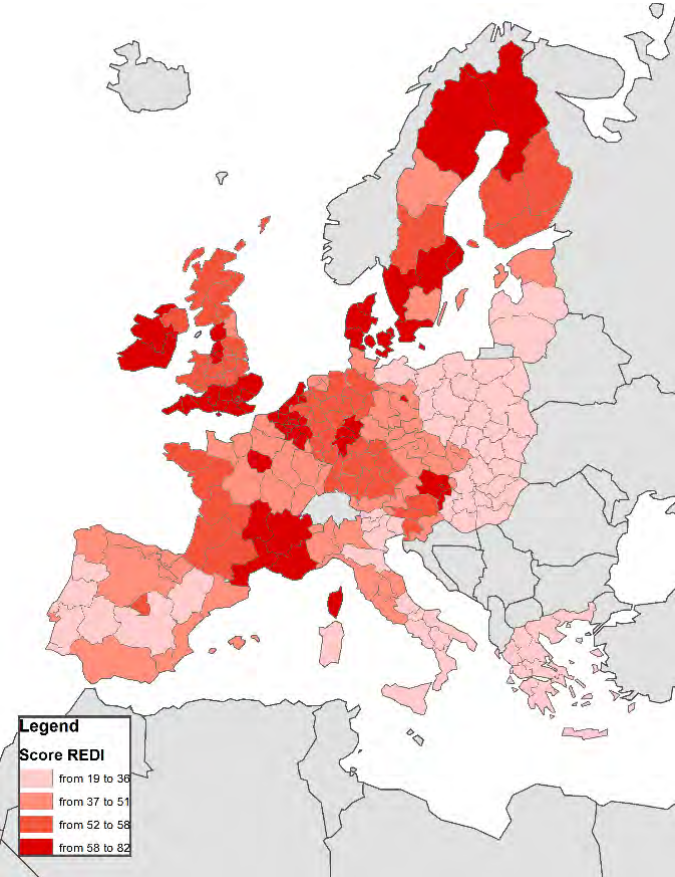 Legend
Score REDI
from 19 to 36
from 37 to 51
from 52 to 58
from 58 to 82